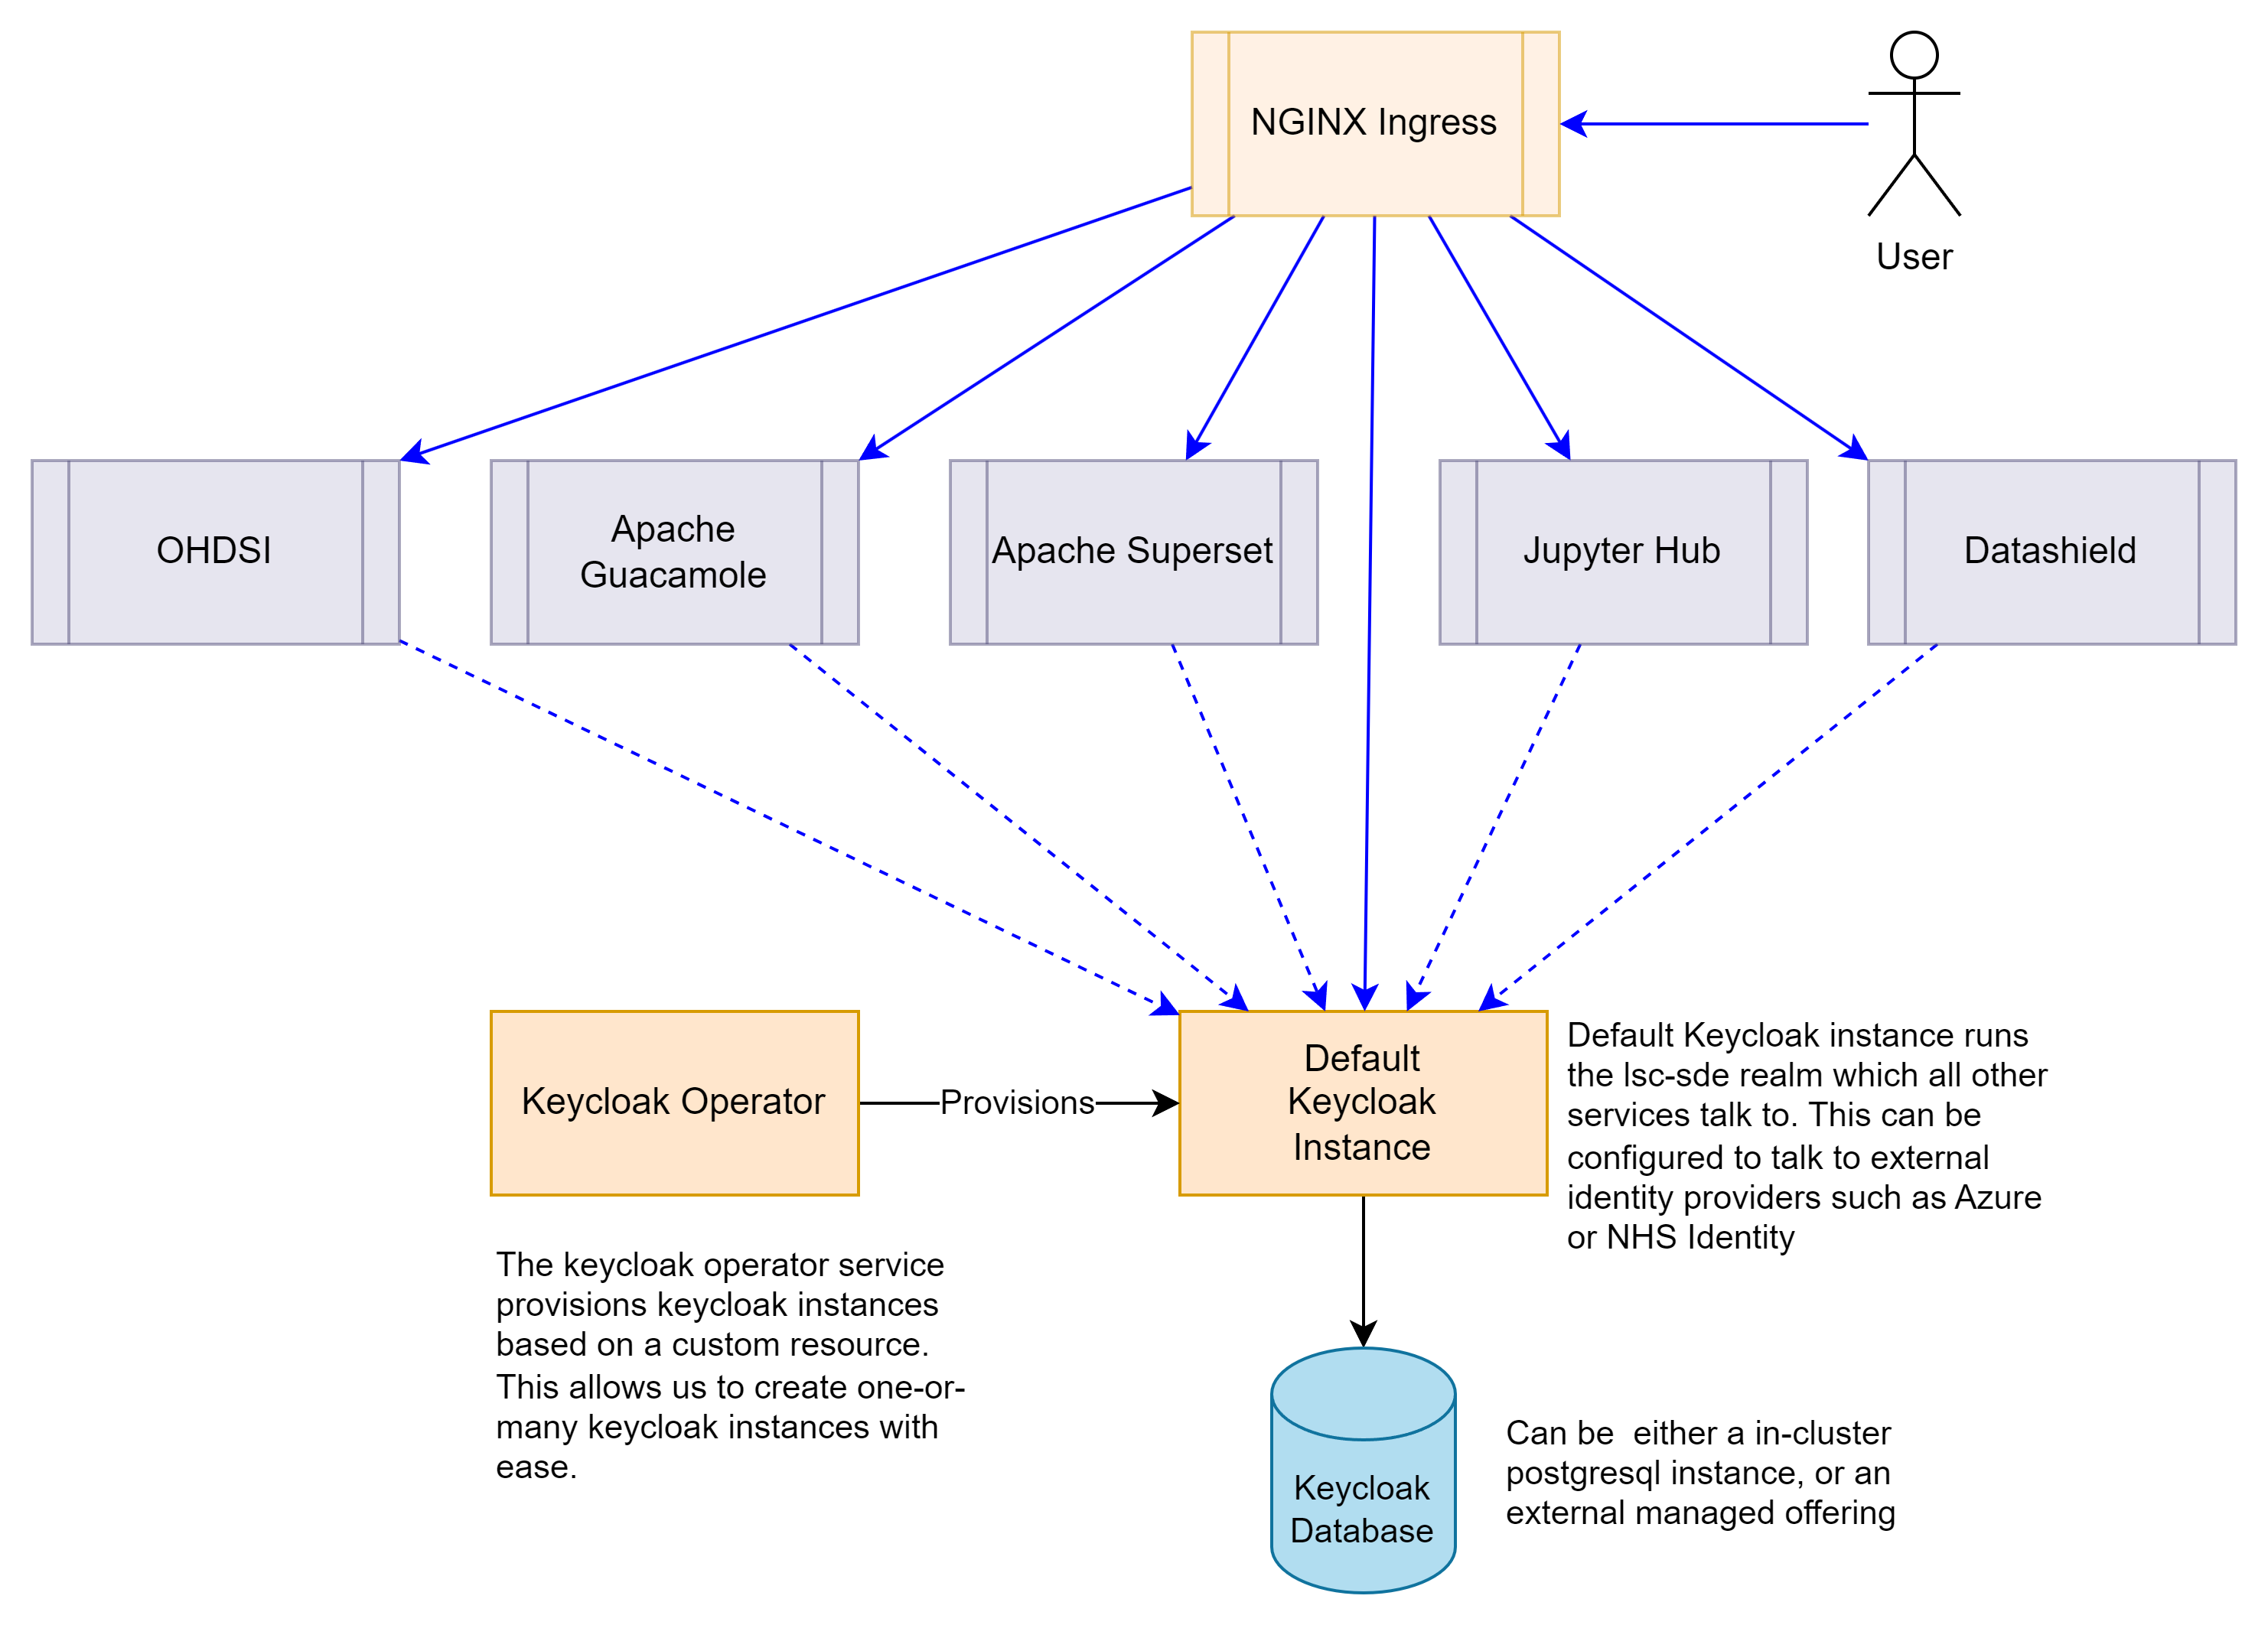 NGINX Ingress
User
OHDSI
Apache
Guacamole
Apache Superset
Jupyter Hub
Datashield
Keycloak Operator
Provisions
Default
Keycloak
Instance
Default Keycloak instance runs
the lsc-sde realm which all other
services talk to. This can be
configured to talk to external
identity providers such as Azure
or NHS Identity
The keycloak operator service
provisions keycloak instances
based on a custom resource.
This allows us to create one-or-
many keycloak instances with
ease.
Keycloak
Database
Can be  either a in-cluster
postgresql instance, or an
external managed offering